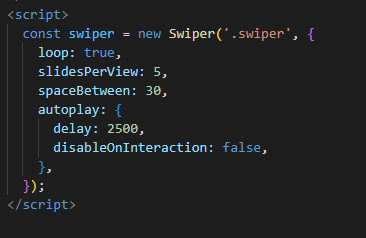 <script>
const swiper = new Swiper('.swiper', {
loop: true,
slidesPerView: 5,
spaceBetween: 30,
autoplay: {
delay: 2500,
disableOnInteraction: false,
},
});
</script>